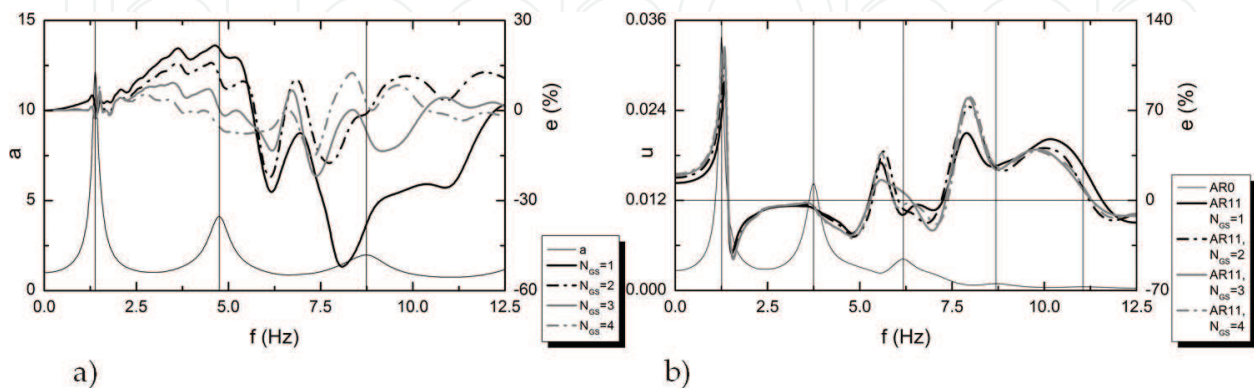 15
10
5
0
a
30
0
-30
-60
e (%)
0.0
2.5
5.0
7.5
10.0
12.5
f (Hz)
a
N_GS=1
N_GS=2
N_GS=3
N_GS=4
a)
0.036
0.024
0.012
0.000
u
140
70
0
-70
e (%)
0.0
2.5
5.0
7.5
10.0
12.5
f (Hz)
AR0
AR11
N_GS=1
AR11,
N_GS=2
AR11,
N_GS=3
AR11,
N_GS=4
b)